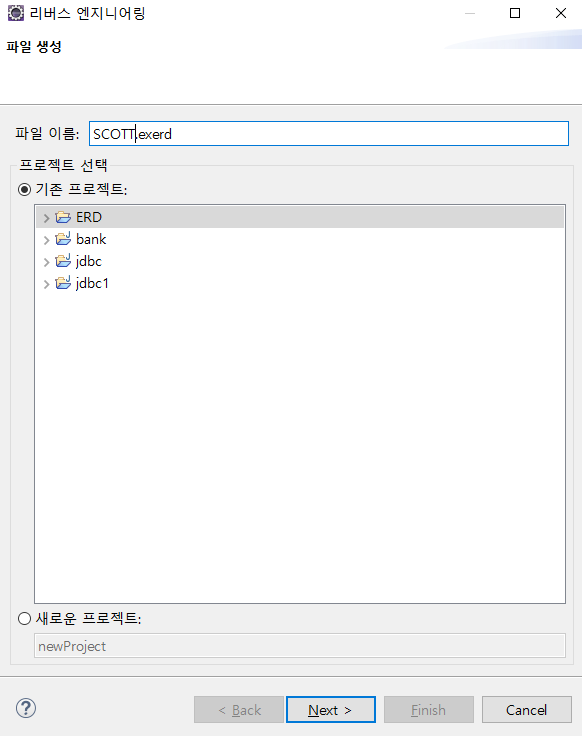 리버스 엔지니어링
파일 생성
파일 이름: SCOTT.exerd
프로젝트 선택
기존 프로젝트:
ERD
bank
jdbc
jdbc1
새로운 프로젝트:
newProject
? < Back Next > Finish Cancel